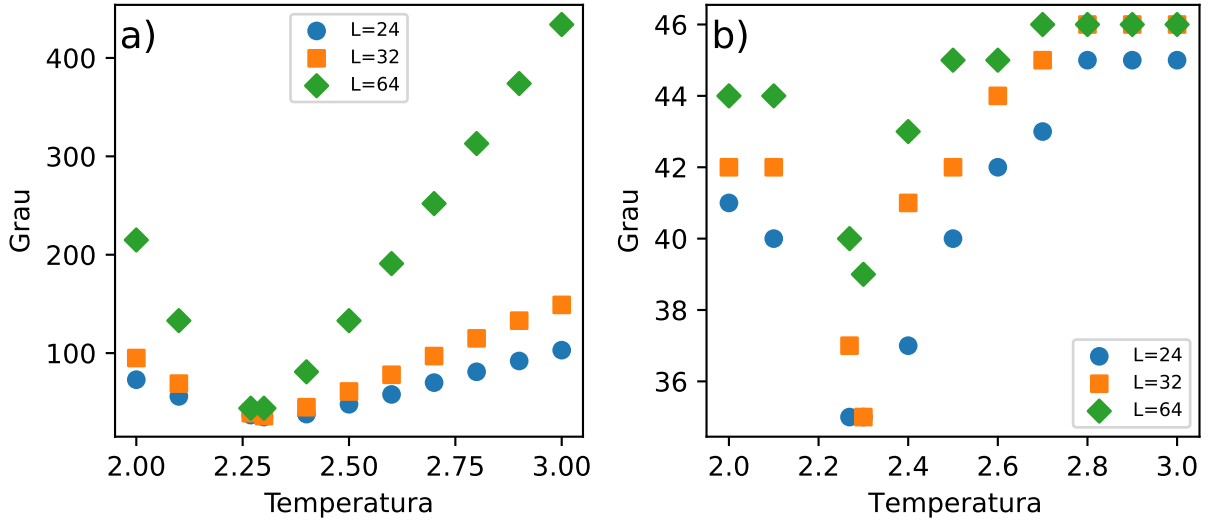 a)
L=24
L=32
L=64
400
300
200
100
Grau
2.00
2.25
2.50
2.75
3.00
Temperatura
b)
46
44
42
40
38
36
Grau
L=24
L=32
L=64
2.0
2.2
2.4
2.6
2.8
3.0
Temperatura